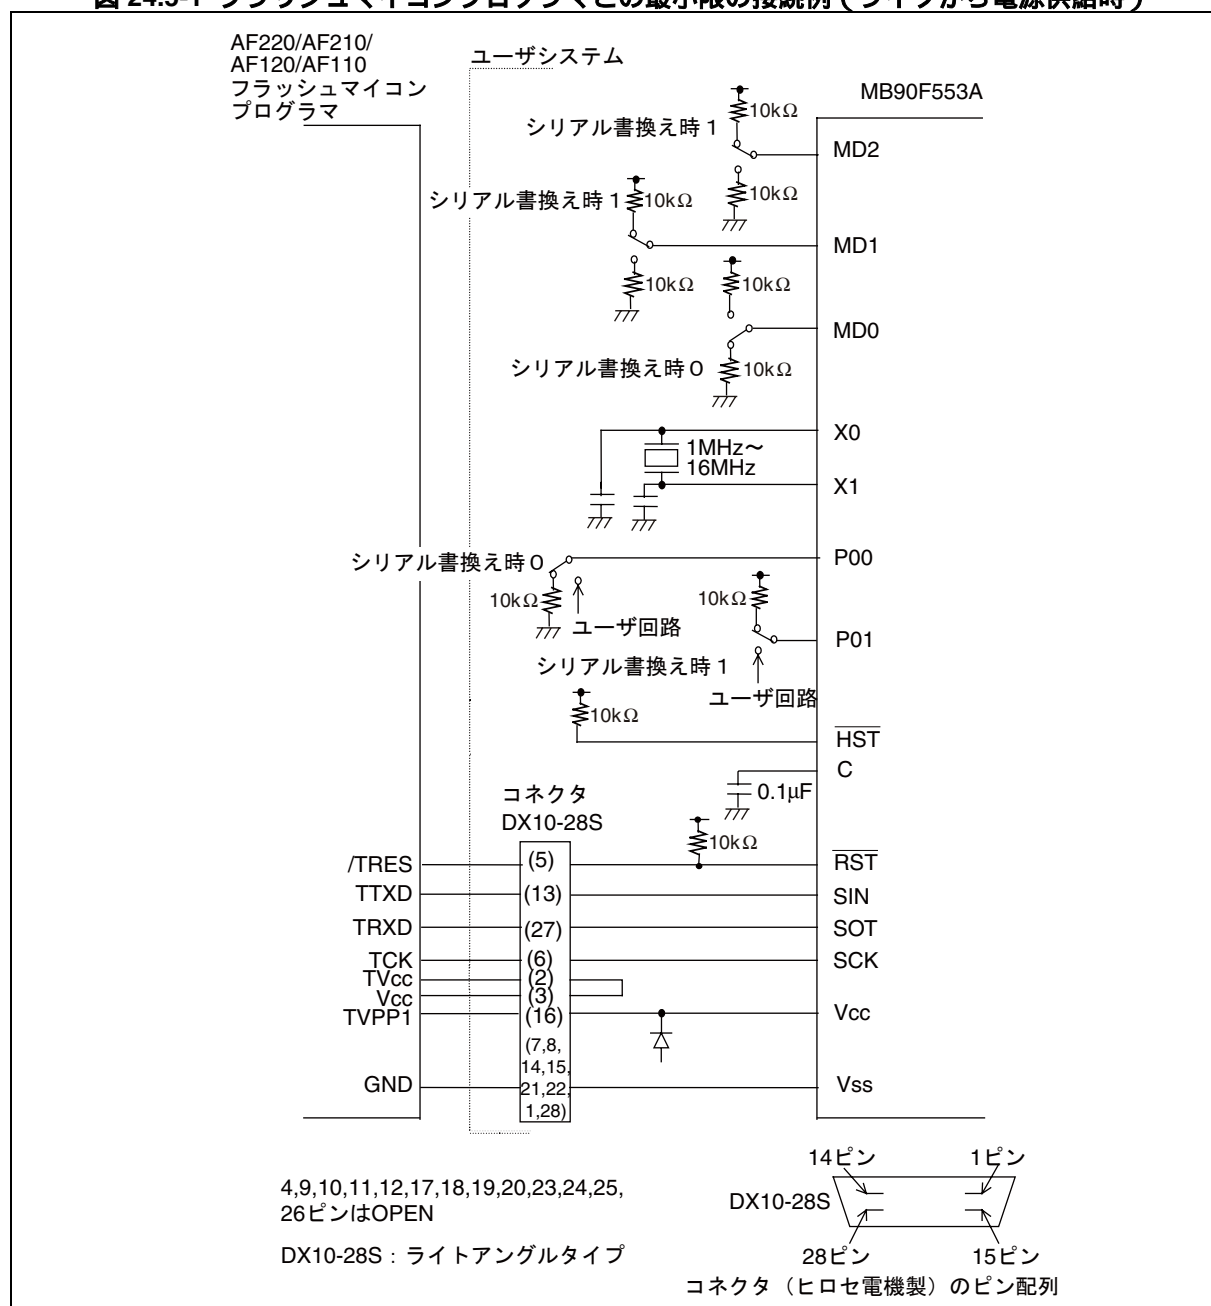 図 24.5-1 フラッシュマイコンプログラマとの最小限の接続例 ( ライタから電源供給時 )
AF220/AF210/
AF120/AF110
フラッシュマイコン
プログラマ
ユーザシステム
MB90F553A
10kΩ
シリアル書換え時 1
MD2
10kΩ
シリアル書換え時 1
10kΩ
MD1
10kΩ
10kΩ
MD0
シリアル書換え時 0
10kΩ
X0
1MHz～
16MHz
X1
シリアル書換え時 0
P00
10kΩ
ユーザ回路
10kΩ
P01
シリアル書換え時 1
ユーザ回路
10kΩ
HST
C
0.1μF
コネクタ
DX10-28S
10kΩ
/TRES
(5)
RST
TTXD
(13)
SIN
TRXD
(27)
SOT
TCK
(6)
SCK
TVcc
(2)
Vcc
(3)
TVPP1
(16)
Vcc
(7,8,
14,15,
21,22,
1,28)
GND
Vss
4,9,10,11,12,17,18,19,20,23,24,25,
26ピンはOPEN
DX10-28S：ライトアングルタイプ
14ピン
1ピン
DX10-28S
28ピン
15ピン
コネクタ（ヒロセ電機製）のピン配列